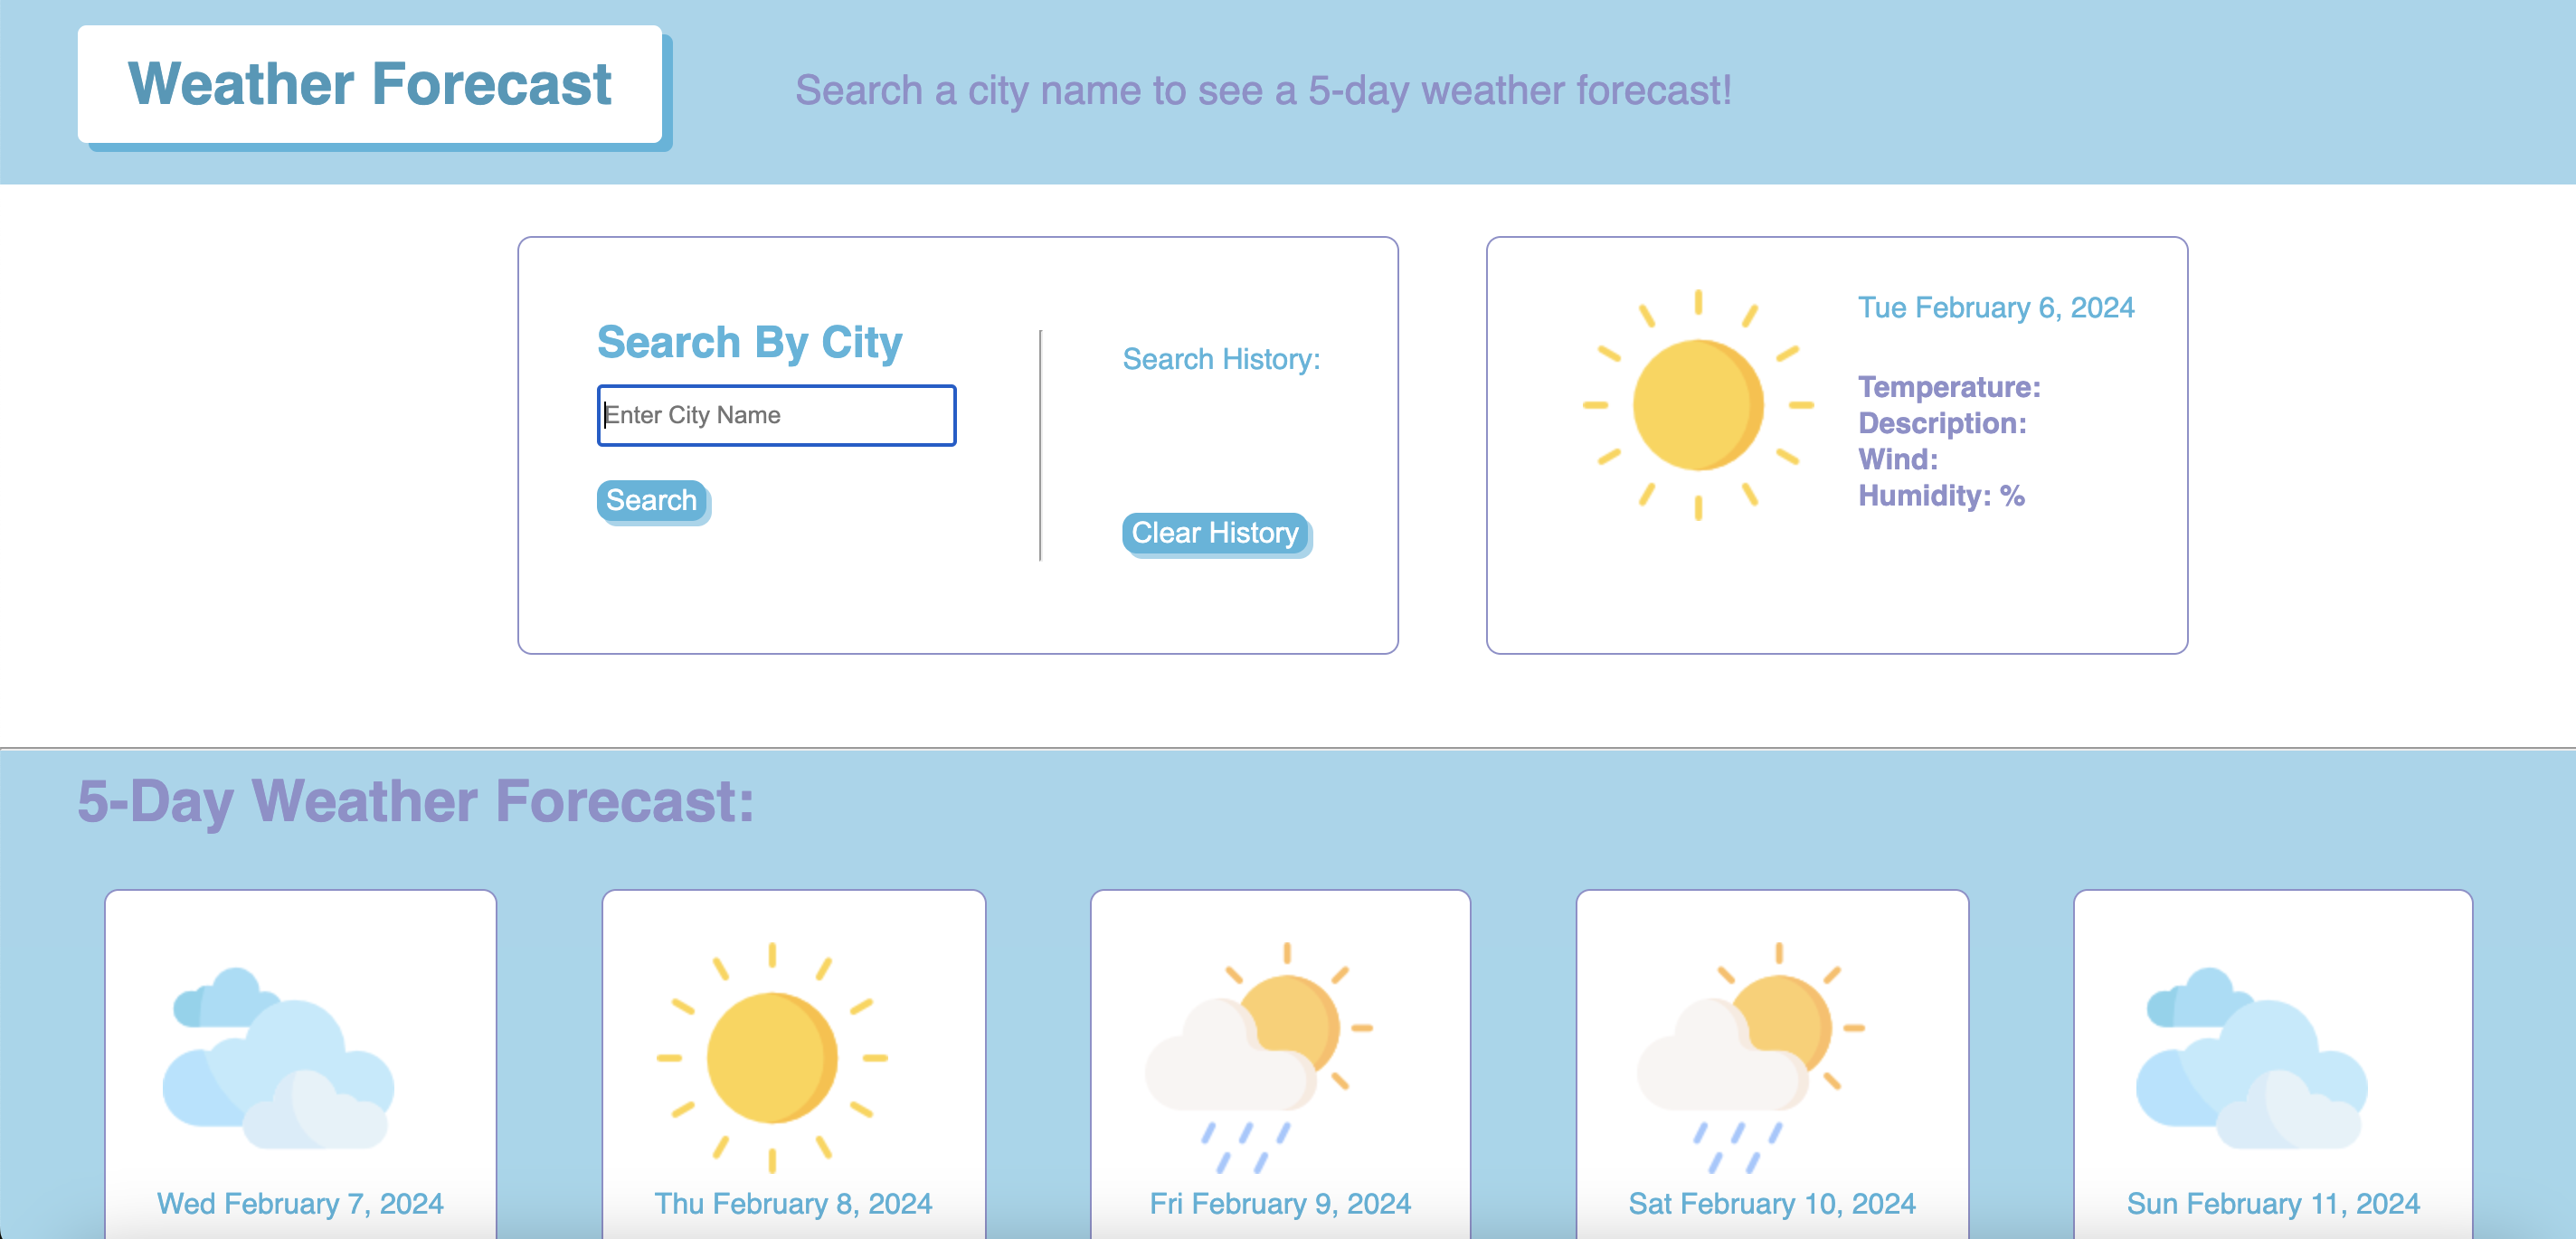 Weather Forecast
Search a city name to see a 5-day weather forecast!
Search By City
Enter City Name
Search
Search History:
Clear History
Tue February 6, 2024
Temperature:
Description:
Wind:
Humidity: %
5-Day Weather Forecast:
Wed February 7, 2024
Thu February 8, 2024
Fri February 9, 2024
Sat February 10, 2024
Sun February 11, 2024